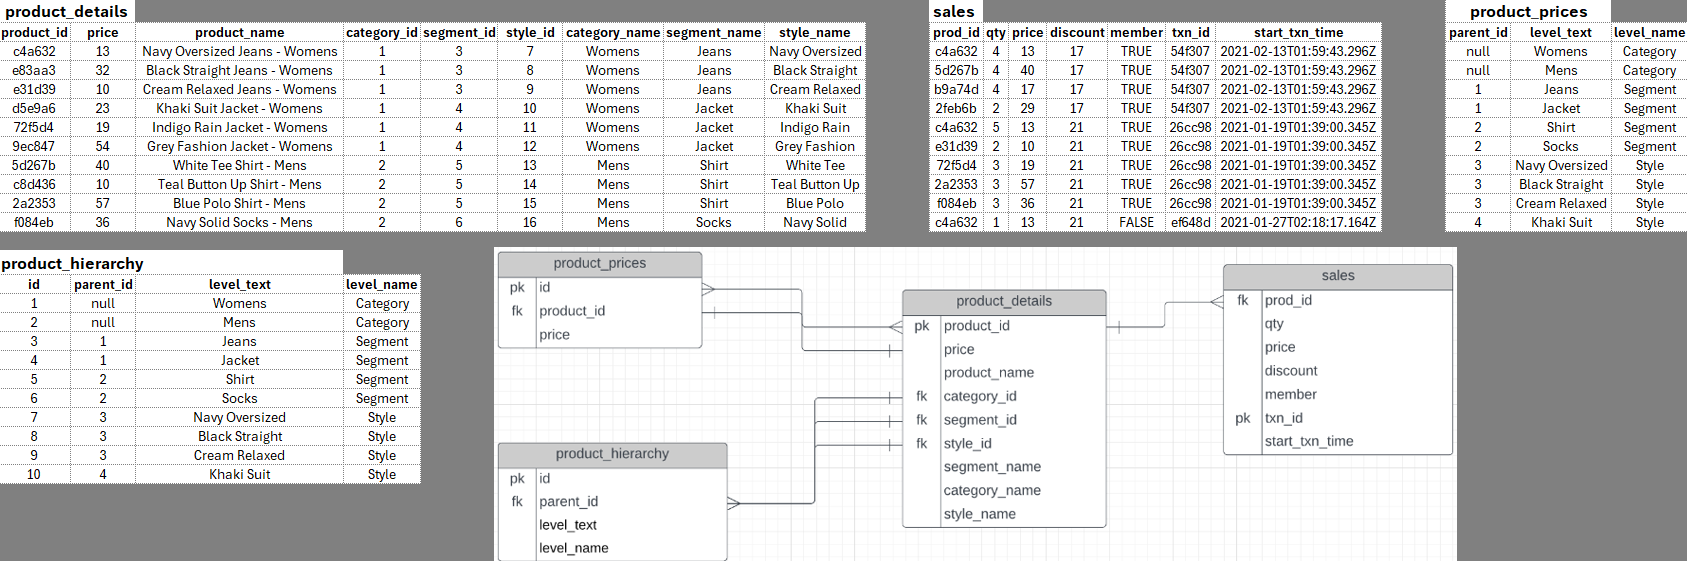 product_details
product_id price product_name category_id segment_id style_id category_name segment_name style_name
c4a632 13 Navy Oversized Jeans - Womens 1 3 7 Womens Jeans Navy Oversized
e83aa3 32 Black Straight Jeans - Womens 1 3 8 Womens Jeans Black Straight
e31d39 10 Cream Relaxed Jeans - Womens 1 3 9 Womens Jeans Cream Relaxed
d5e9a6 23 Khaki Suit Jacket - Womens 1 4 10 Womens Jacket Khaki Suit
72f5d4 19 Indigo Rain Jacket - Womens 1 4 11 Womens Jacket Indigo Rain
9ec847 54 Grey Fashion Jacket - Womens 1 4 12 Womens Jacket Grey Fashion
5d267b 40 White Tee Shirt - Mens 2 5 13 Mens Shirt White Tee
c8d436 10 Teal Button Up Shirt - Mens 2 5 14 Mens Shirt Teal Button Up
2a2353 57 Blue Polo Shirt - Mens 2 5 15 Mens Shirt Blue Polo
f084eb 36 Navy Solid Socks - Mens 2 6 16 Mens Socks Navy Solid
sales
prod_id qty price discount member txn_id start_txn_time
c4a632 4 13 17 TRUE 54f307 2021-02-13T01:59:43.296Z
5d267b 4 40 17 TRUE 54f307 2021-02-13T01:59:43.296Z
b9a74d 4 17 17 TRUE 54f307 2021-02-13T01:59:43.296Z
2feb6b 2 29 17 TRUE 54f307 2021-02-13T01:59:43.296Z
c4a632 5 13 21 TRUE 26cc98 2021-01-19T01:39:00.345Z
e31d39 2 10 21 TRUE 26cc98 2021-01-19T01:39:00.345Z
72f5d4 3 19 21 TRUE 26cc98 2021-01-19T01:39:00.345Z
2a2353 3 57 21 TRUE 26cc98 2021-01-19T01:39:00.345Z
f084eb 3 36 21 TRUE 26cc98 2021-01-19T01:39:00.345Z
c4a632 1 13 21 FALSE ef648d 2021-01-27T02:18:17.164Z
product_prices
parent_id level_text level_name
null Womens Category
null Mens Category
1 Jeans Segment
1 Jacket Segment
2 Shirt Segment
2 Socks Segment
3 Navy Oversized Style
3 Black Straight Style
3 Cream Relaxed Style
4 Khaki Suit Style
product_hierarchy
id parent_id level_text level_name
1 null Womens Category
2 null Mens Category
3 1 Jeans Segment
4 1 Jacket Segment
5 2 Shirt Segment
6 2 Socks Segment
7 3 Navy Oversized Style
8 3 Black Straight Style
9 3 Cream Relaxed Style
10 4 Khaki Suit Style
product_prices
pk id
fk product_id
price
product_hierarchy
pk id
fk parent_id
level_text
level_name
product_details
pk product_id
price
product_name
fk category_id
fk segment_id
fk style_id
segment_name
category_name
style_name
sales
fk prod_id
qty
price
discount
member
pk txn_id
start_txn_time